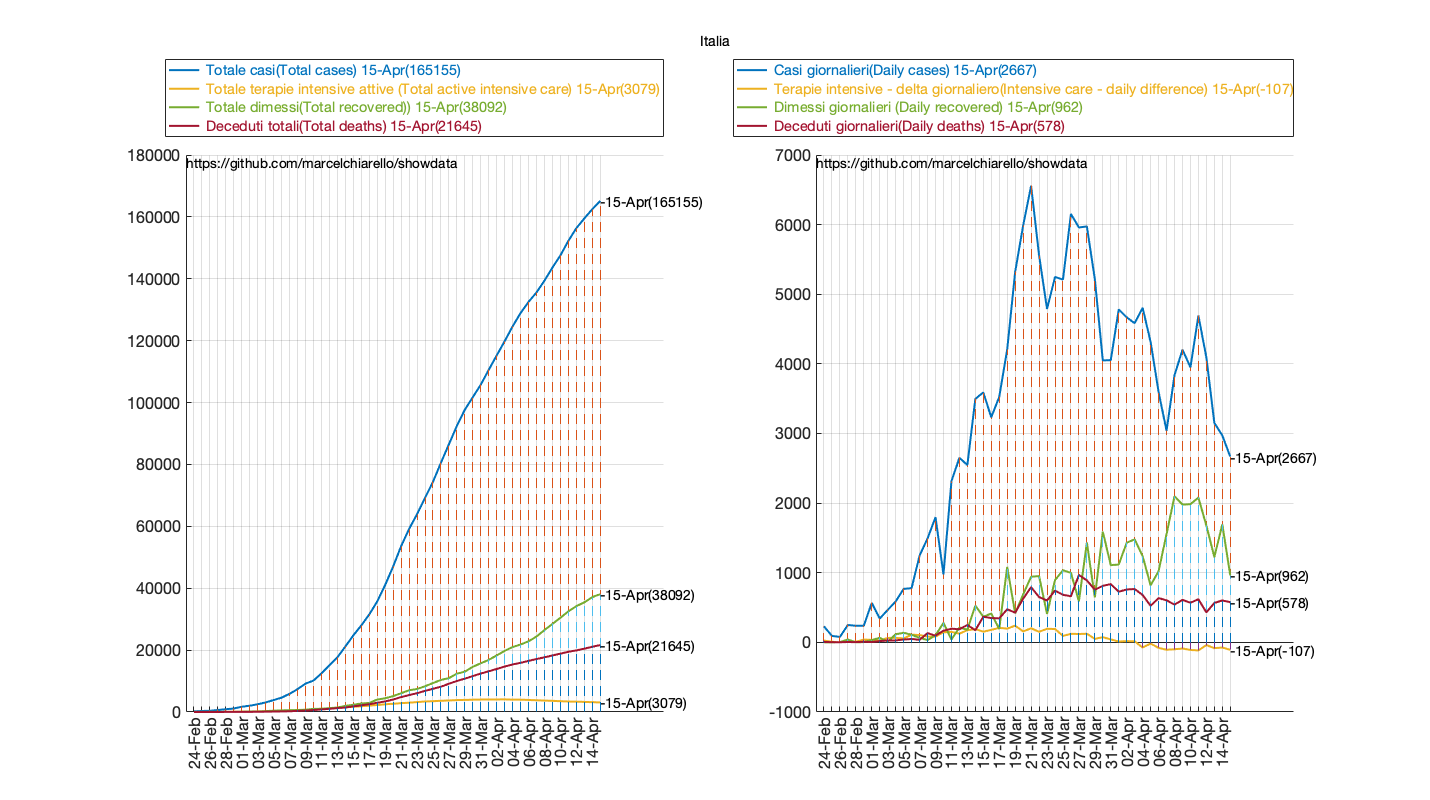 Italia
Totale casi(Total cases) 15-Apr(165155)
Totale terapie intensive attive (Total active intensive care) 15-Apr(3079)
Totale dimessi(Total recovered)) 15-Apr(38092)
Deceduti totali(Total deaths) 15-Apr(21645)
https://github.com/marcelchiarello/showdata
180000
160000
140000
120000
100000
80000
60000
40000
20000
0
15-Apr(165155)
15-Apr(38092)
15-Apr(21645)
15-Apr(3079)
24-Feb
26-Feb
28-Feb
01-Mar
03-Mar
05-Mar
07-Mar
09-Mar
11-Mar
13-Mar
15-Mar
17-Mar
19-Mar
21-Mar
23-Mar
25-Mar
27-Mar
29-Mar
31-Mar
02-Apr
04-Apr
06-Apr
08-Apr
10-Apr
12-Apr
14-Apr
Casi giornalieri(Daily cases) 15-Apr(2667)
Terapie intensive - delta giornaliero(Intensive care - daily difference) 15-Apr(-107)
Dimessi giornalieri (Daily recovered) 15-Apr(962)
Deceduti giornalieri(Daily deaths) 15-Apr(578)
https://github.com/marcelchiarello/showdata
7000
6000
5000
4000
3000
2000
1000
0
-1000
15-Apr(2667)
15-Apr(962)
15-Apr(578)
15-Apr(-107)
24-Feb
26-Feb
28-Feb
01-Mar
03-Mar
05-Mar
07-Mar
09-Mar
11-Mar
13-Mar
15-Mar
17-Mar
19-Mar
21-Mar
23-Mar
25-Mar
27-Mar
29-Mar
31-Mar
02-Apr
04-Apr
06-Apr
08-Apr
10-Apr
12-Apr
14-Apr